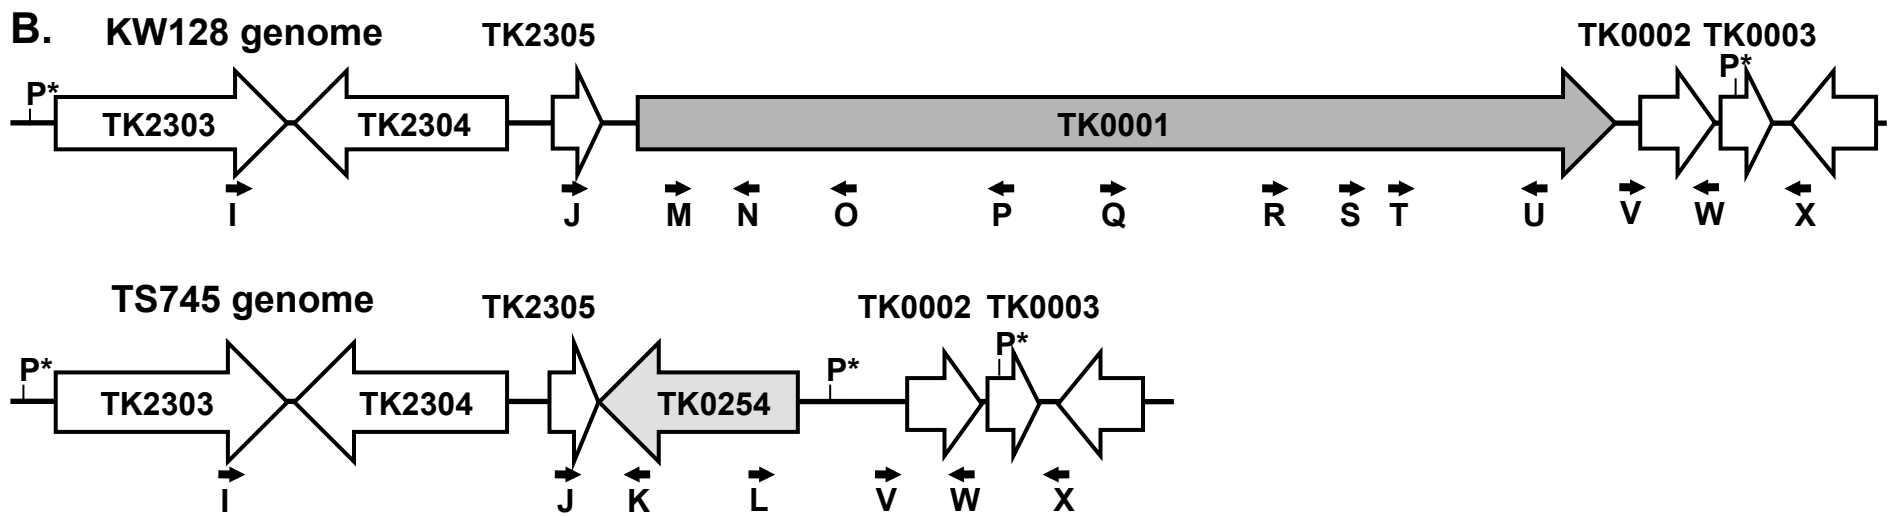 B. KW128 genome TK2305 TK0002 TK0003
P* P*
TK2303 TK2304 TK0001
I J M N O P Q R S T U V W X
TS745 genome TK2305 TK0002 TK0003
P* P* P*
TK2303 TK2304 TK0254
I J K L V W X